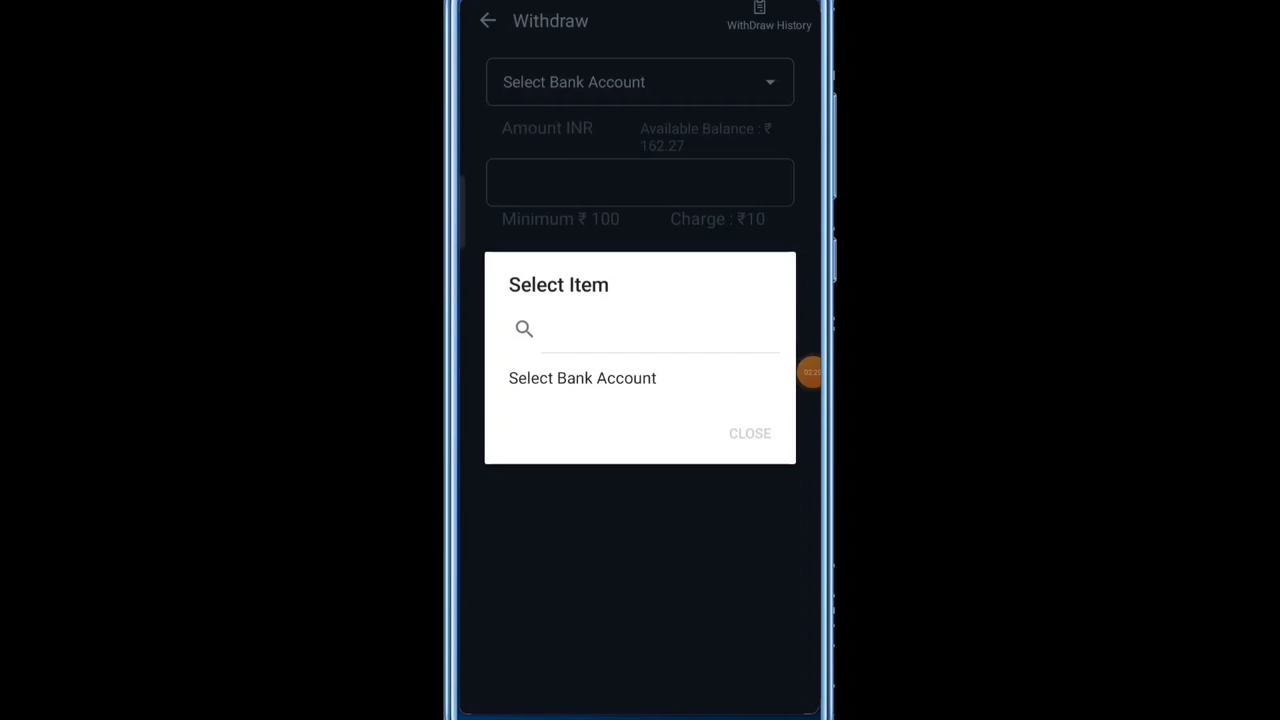 Withdraw
WithDraw History
Select Bank Account
Amount INR
Available Balance : ₹
162.27
Minimum ₹ 100
Charge : ₹10
Select Item
Select Bank Account
CLOSE